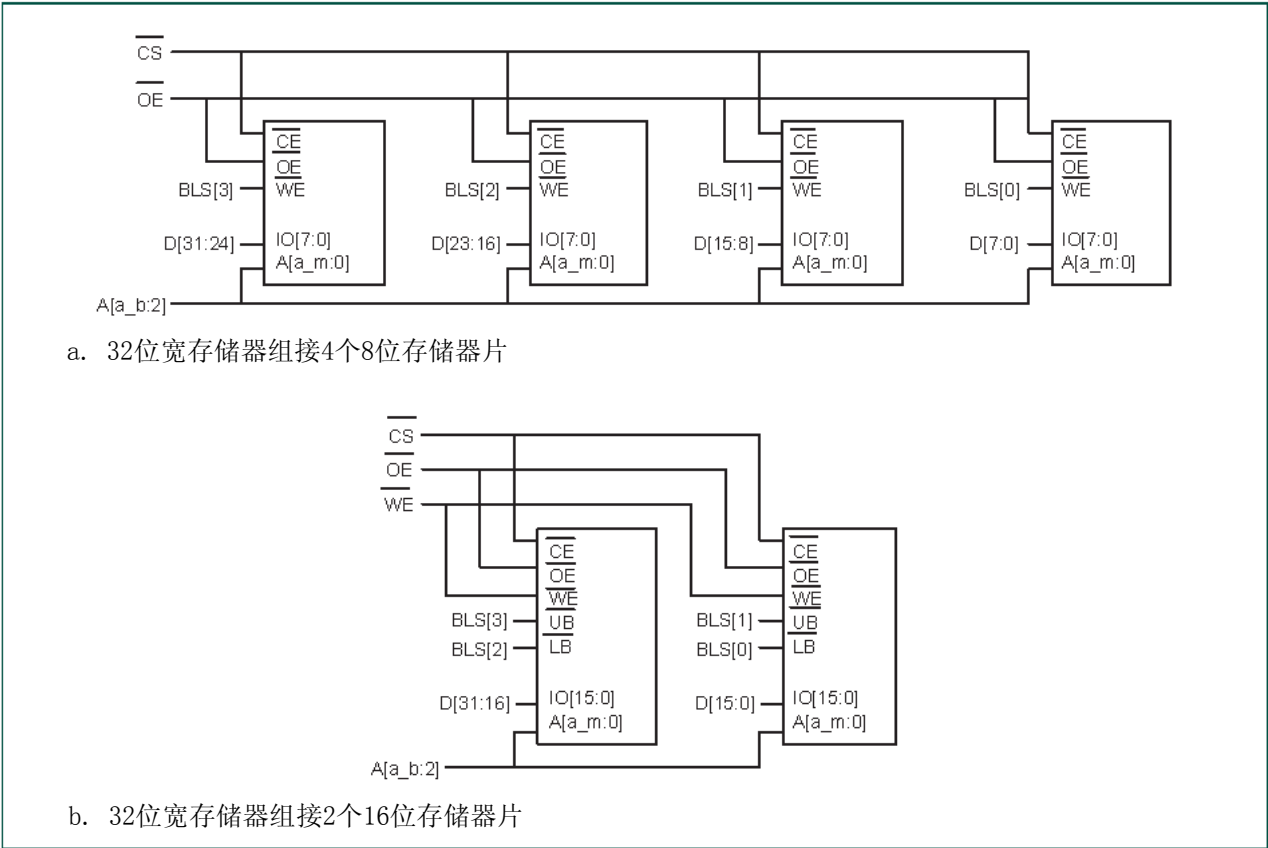 CS
OE
CE CE CE CE
OE OE OE OE
BLS[3] WE BLS[2] WE BLS[1] WE BLS[0] WE
D[31:24] IO[7:0] D[23:16] IO[7:0] D[15:8] IO[7:0] D[7:0] IO[7:0]
A[a_m:0] A[a_m:0] A[a_m:0] A[a_m:0]
A[a_b:2]
a. 32位宽存储器组接4个8位存储器片
CS
OE
WE
CE CE
OE OE
WE WE
BLS[3] UB BLS[1] UB
BLS[2] LB BLS[0] LB
D[31:16] IO[15:0] D[15:0] IO[15:0]
A[a_m:0] A[a_m:0]
A[a_b:2]
b. 32位宽存储器组接2个16位存储器片